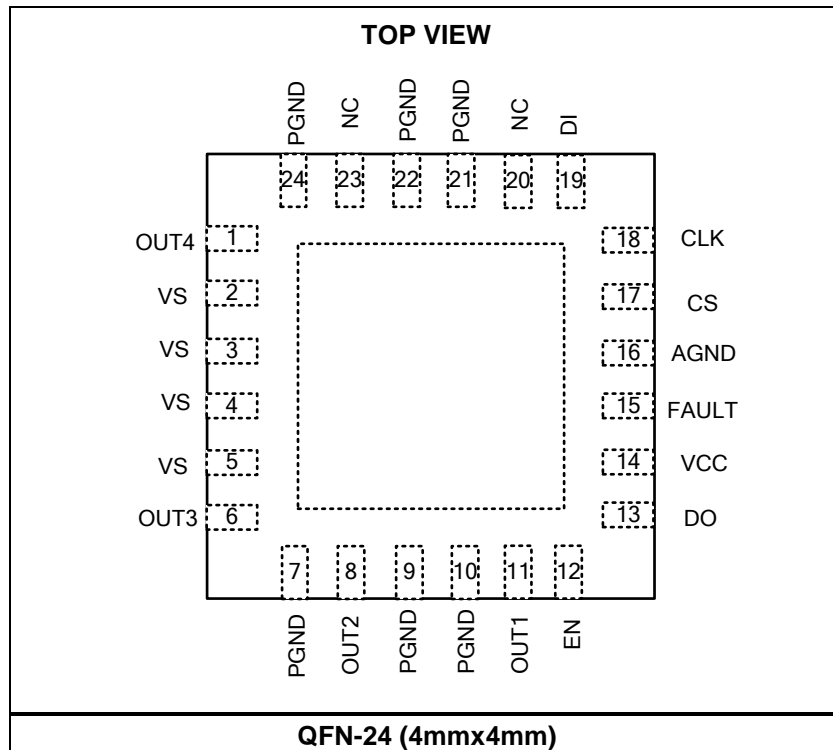 TOP VIEW
PGND NC PGND PGND NC DI
24 23 22 21 20 19
OUT4 1 18 CLK
VS 2 17 CS
VS 3 16 AGND
VS 4 15 FAULT
VS 5 14 VCC
OUT3 6 13 DO
7 8 9 10 11 12
PGND OUT2 PGND PGND OUT1 EN
QFN-24 (4mmx4mm)